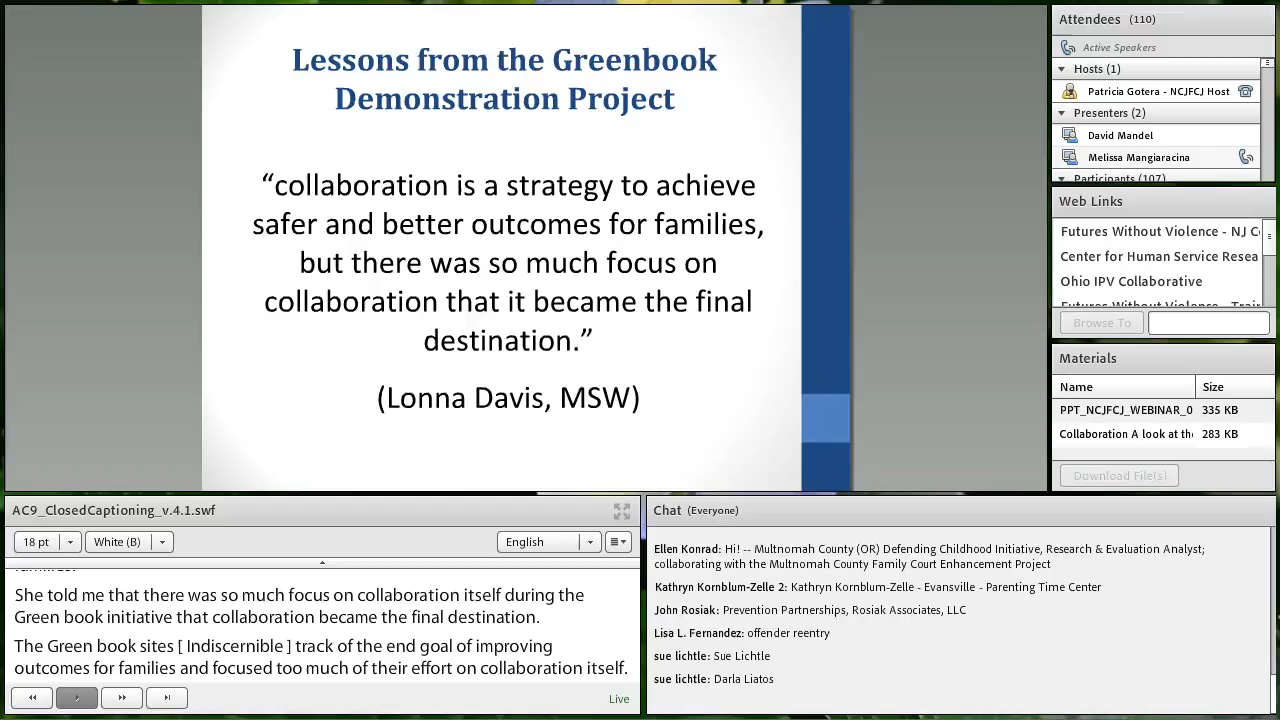 Lessons from the Greenbook
Demonstration Project
“collaboration is a strategy to achieve
safer and better outcomes for families,
but there was so much focus on
collaboration that it became the final
destination.”
(Lonna Davis, MSW)
Attendees (110)
Active Speakers
Hosts (1)
Patricia Gotera - NCJFCJ Host
Presenters (2)
David Mandel
Melissa Mangiaracina
Participants (107)
Web Links
Futures Without Violence - NJ C
Center for Human Service Resea
Ohio IPV Collaborative
Futures Without Violence - Trai
Browse To
Materials
Name Size
PPT_NCJFCJ_WEBINAR_0 335 KB
Collaboration A look at the 283 KB
Download File(s)
AC9_ClosedCaptioning_v.4.1.swf
18 pt White (B) English
She told me that there was so much focus on collaboration itself during the
Green book initiative that collaboration became the final destination.
The Green book sites [ Indiscernible ] track of the end goal of improving
outcomes for families and focused too much of their effort on collaboration itself.
Live
Chat (Everyone)
Ellen Konrad: Hi! -- Multnomah County (OR) Defending Childhood Initiative, Research & Evaluation Analyst;
collaborating with the Multnomah County Family Court Enhancement Project
Kathryn Kornblum-Zelle 2: Kathryn Kornblum-Zelle - Evansville - Parenting Time Center
John Rosiak: Prevention Partnerships, Rosiak Associates, LLC
Lisa L. Fernandez: offender reentry
sue lichtle: Sue Lichtle
sue lichtle: Darla Liatos